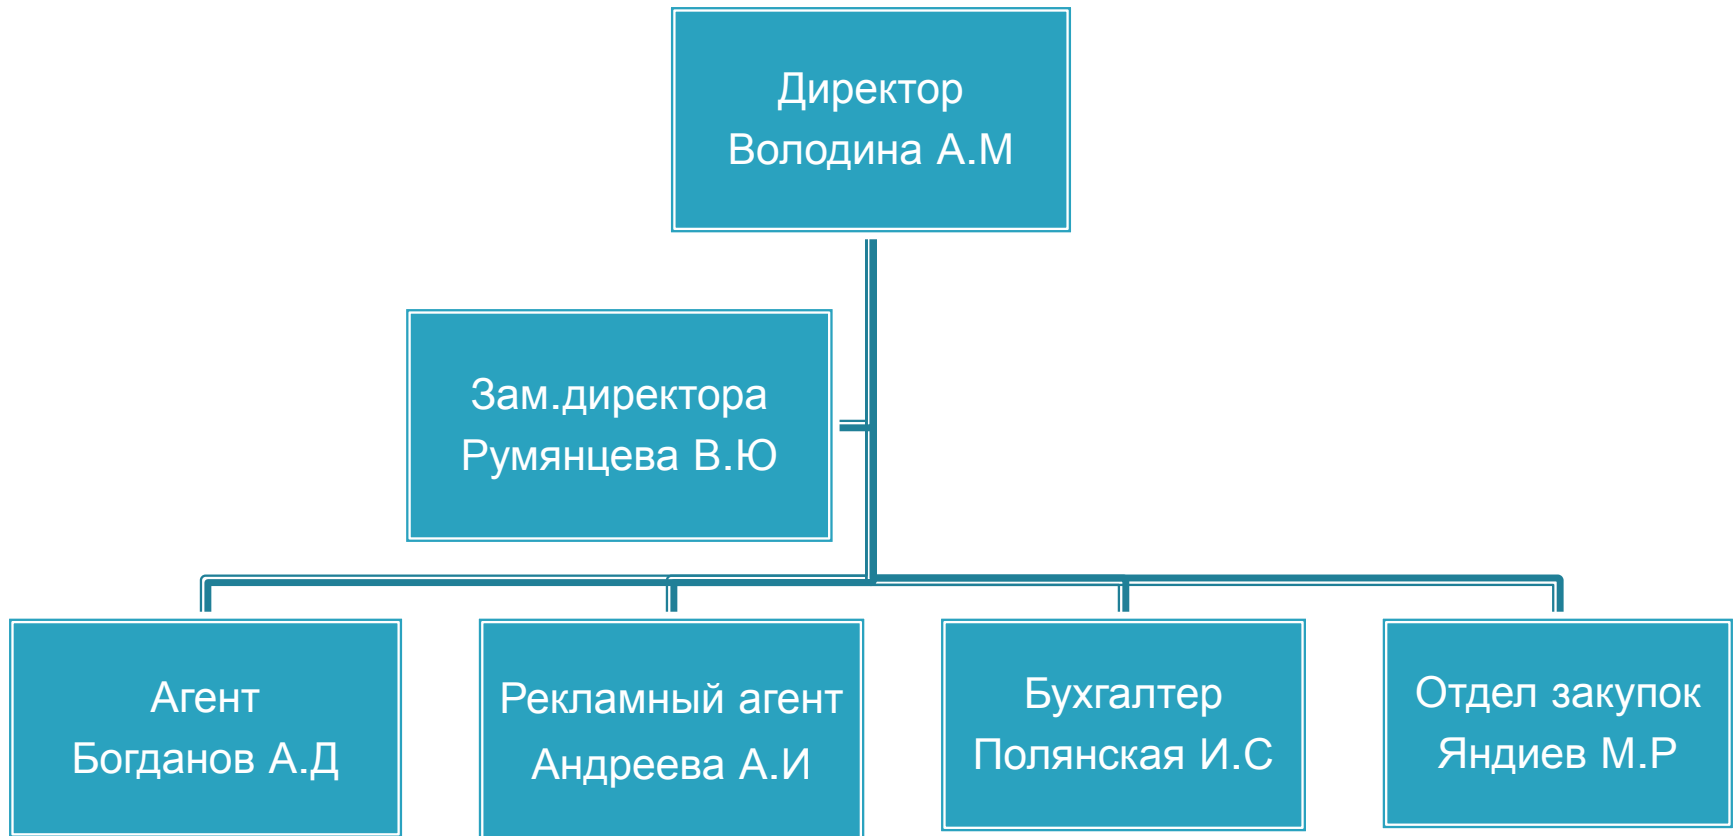 Директор
Володина А.М
Зам.директора
Румянцева В.Ю
Агент
Богданов А.Д
Рекламный агент
Андреева А.И
Бухгалтер
Полянская И.С
Отдел закупок
Яндиев М.Р